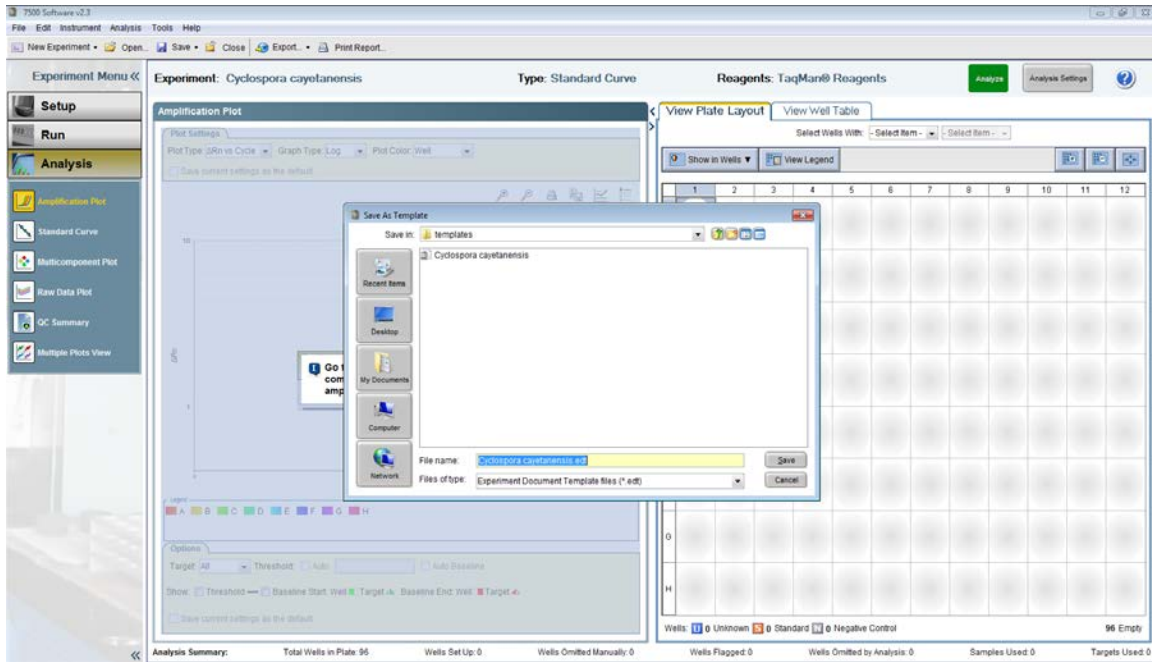 7500 Software v2.3
File Edit Instrument Analysis Tools Help
New Experiment Open... Save Close Export... Print Report...
Experiment Menu «
Experiment: Cyclospora cayetanensis Type: Standard Curve Reagents: TaqMan® Reagents Analyze Analysis Settings
Setup
Run
Analysis
Amplification Plot
Standard Curve
Multicomponent Plot
Raw Data Plot
QC Summary
Multiple Plots View
Amplification Plot
Plot Settings
Plot Type: ΔRn vs Cycle Graph Type: Log Plot Color: Well
Save current settings as the default
10
ΔRn
1
Go
com
amp
Legend
A B C D E F G H
Options
Target: All Threshold: Auto Auto Baseline
Show: Threshold Baseline Start: Well Target Baseline End: Well Target
Save current settings as the default
Save As Template
Save in: templates
Cyclospora cayetanensis
Recent Items
Desktop
My Documents
Computer
Network
File name: Cyclospora cayetanensis.edt Save
Files of type: Experiment Document Template files (*.edt) Cancel
View Plate Layout View Well Table
Select Wells With: - Select Item - - Select Item -
Show in Wells ▼ View Legend
1 2 3 4 5 6 7 8 9 10 11 12
G
H
Wells: U 0 Unknown S 0 Standard N 0 Negative Control 96 Empty
« Analysis Summary: Total Wells in Plate: 96 Wells Set Up: 0 Wells Omitted Manually: 0 Wells Flagged: 0 Wells Omitted by Analysis: 0 Samples Used: 0 Targets Used: 0